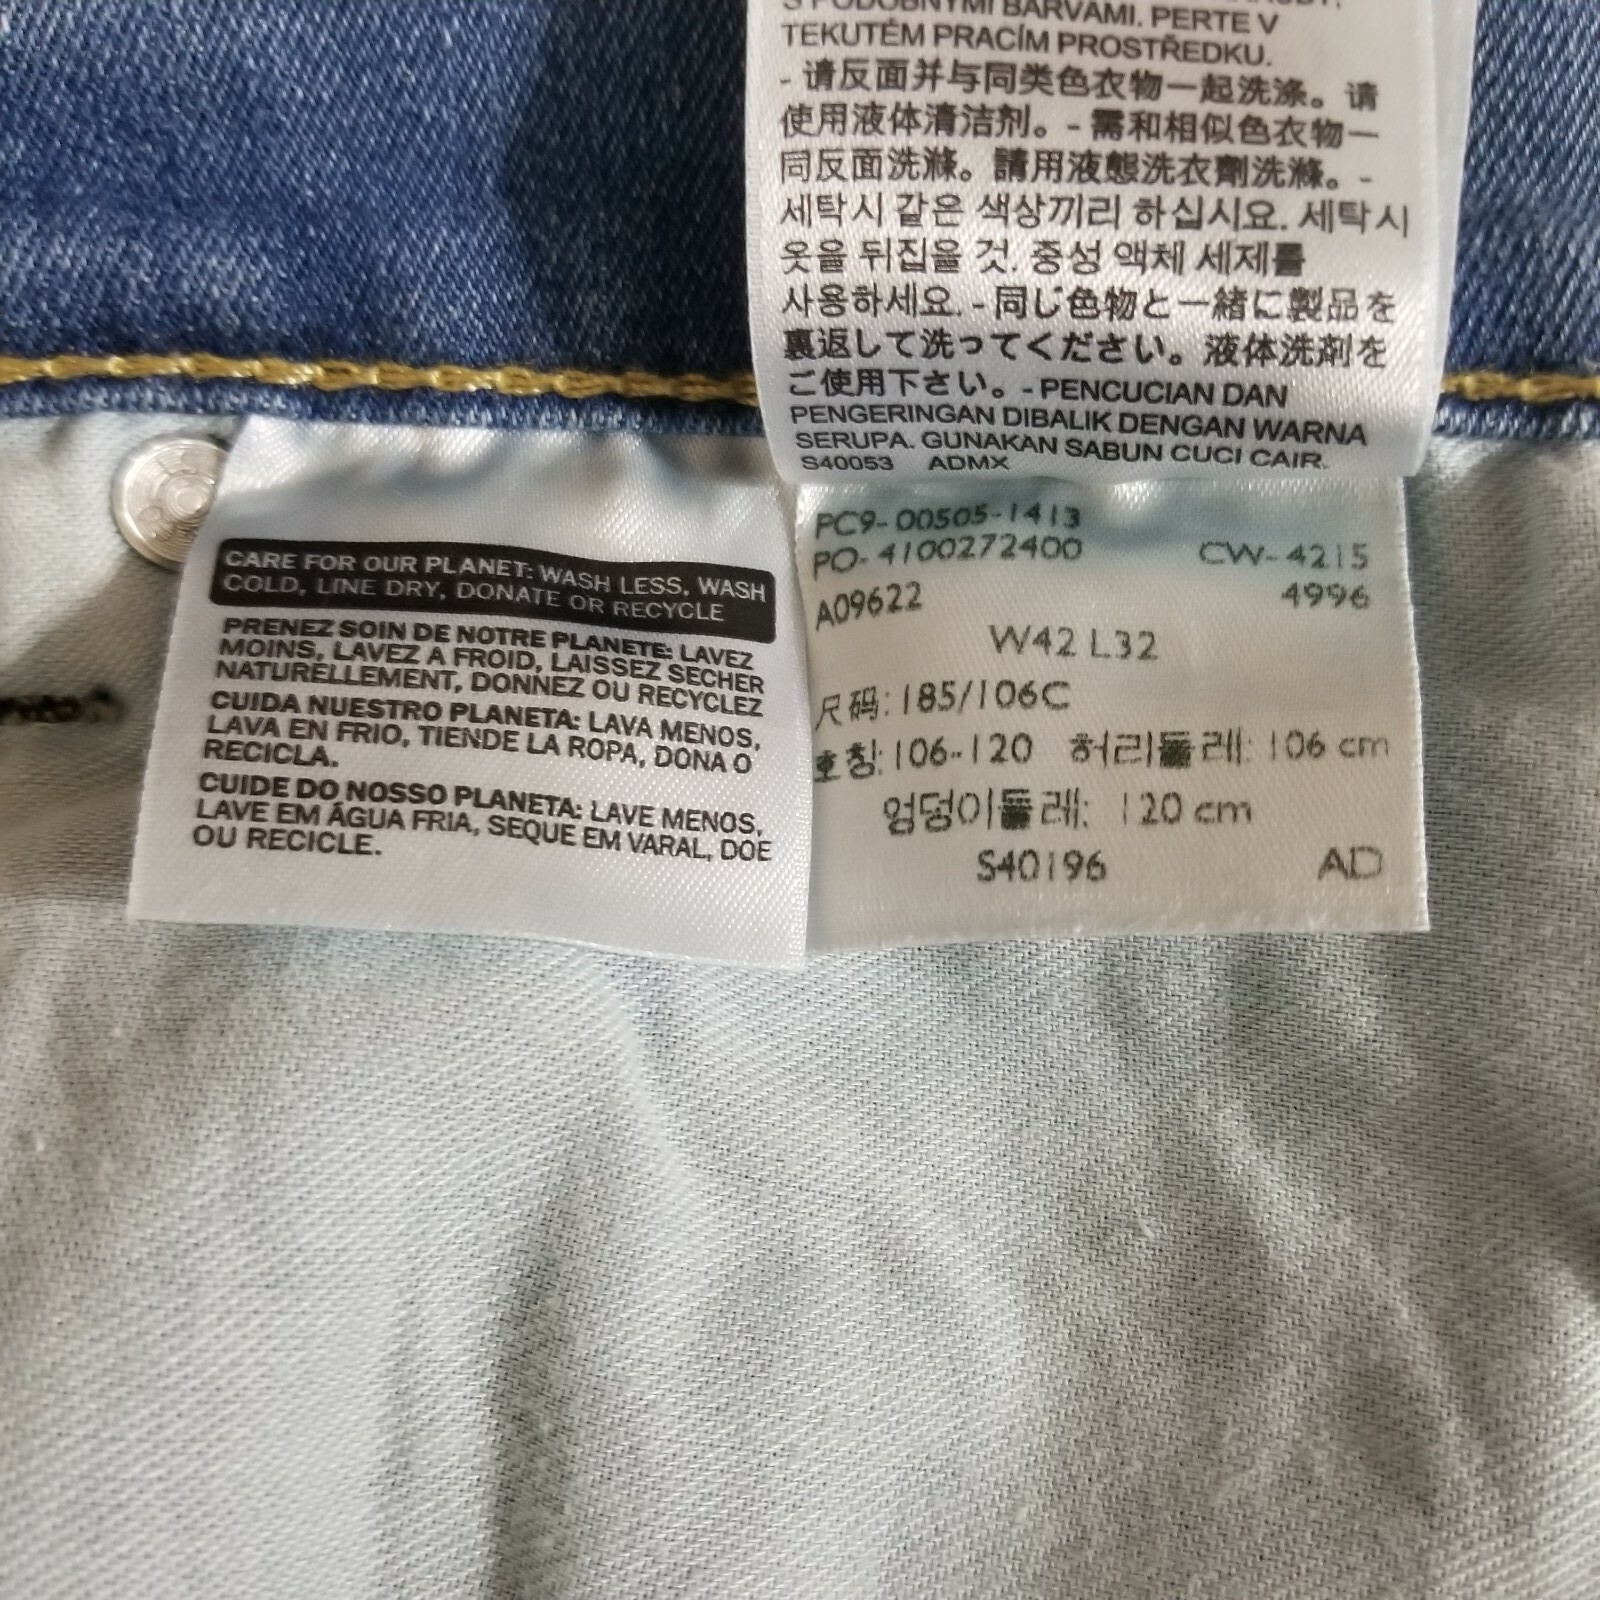 S PODOBNÝMI BARVAMI. PERTE V
TEKUTÉM PRACÍM PROSTŘEDKU.
- 请反面并与同类色衣物一起洗涤。请
使用液体清洁剂。- 需和相似色衣物一
同反面洗滌。請用液態洗衣劑洗滌。-
세탁시 같은 색상끼리 하십시요. 세탁시
옷을 뒤집을 것. 중성 액체 세제를
사용하세요. - 同じ色物と一緒に製品を
裏返して洗ってください。液体洗剤を
ご使用下さい。- PENCUCIAN DAN
PENGERINGAN DIBALIK DENGAN WARNA
SERUPA. GUNAKAN SABUN CUCI CAIR.
S40053 ADMX
CARE FOR OUR PLANET: WASH LESS, WASH
COLD, LINE DRY, DONATE OR RECYCLE
PRENEZ SOIN DE NOTRE PLANETE: LAVEZ
MOINS, LAVEZ A FROID, LAISSEZ SECHER
NATURELLEMENT, DONNEZ OU RECYCLEZ
CUIDA NUESTRO PLANETA: LAVA MENOS,
LAVA EN FRIO, TIENDE LA ROPA, DONA O
RECICLA.
CUIDE DO NOSSO PLANETA: LAVE MENOS,
LAVE EM ÁGUA FRIA, SEQUE EM VARAL, DOE
OU RECICLE.
PC9-00505-1413
PO-4100272400 CW-4215
A09622 4996
W42 L32
尺码: 185/106C
호칭: 106-120 허리둘레: 106 cm
엉덩이둘레: 120 cm
S40196 AD